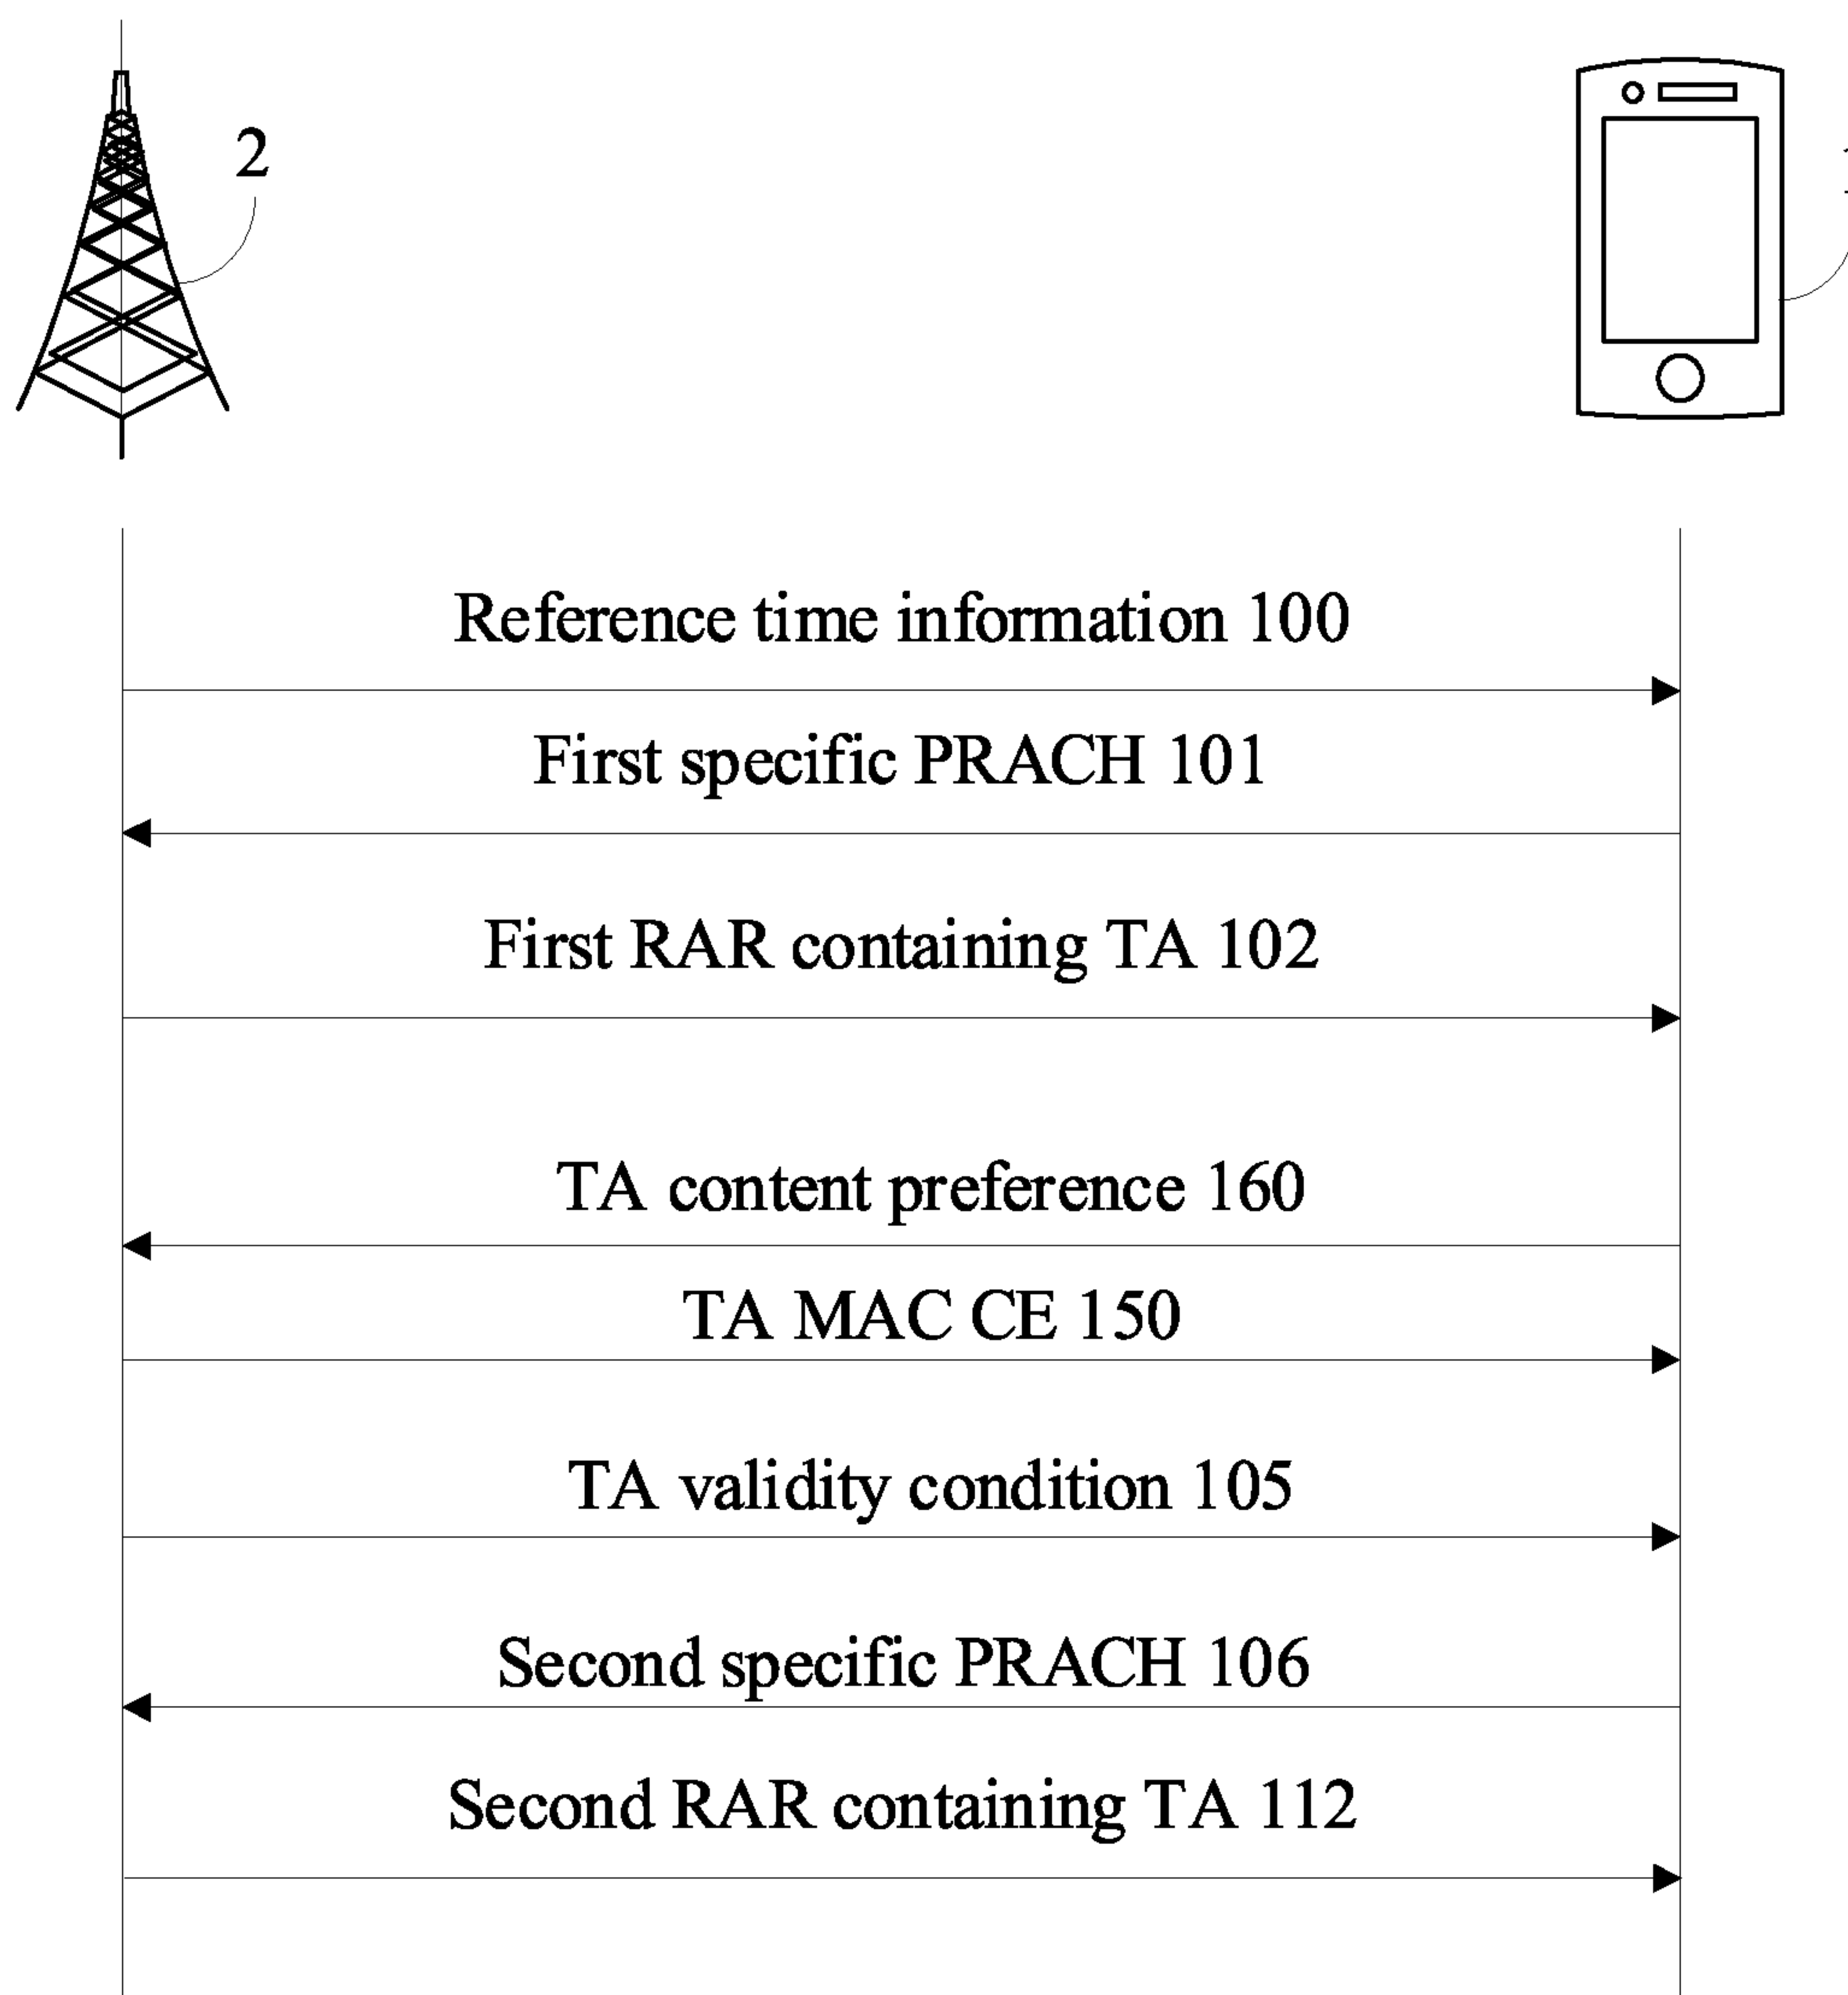 2
Reference time information 100
First specific PRACH 101
First RAR containing TA 102
TA content preference 160
TA MAC CE 150
TA validity condition 105
Second specific PRACH 106
Second RAR containing TA 112